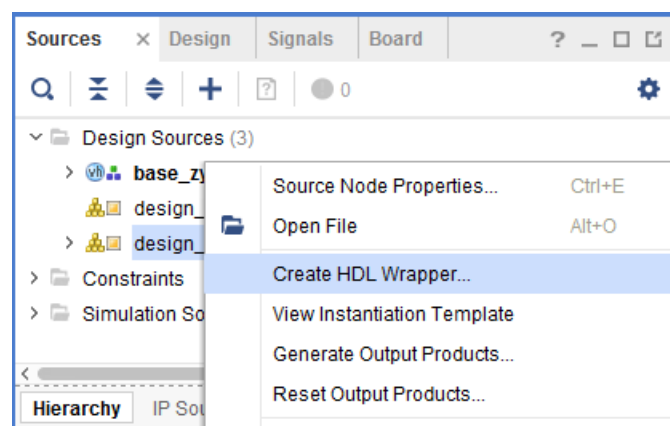 Sources × Design Signals Board ? _
? 0
Design Sources (3)
vh base_zy
design_
design_
Constraints
Simulation So
Source Node Properties... Ctrl+E
Open File Alt+O
Create HDL Wrapper...
View Instantiation Template
Generate Output Products...
Reset Output Products...
Hierarchy IP Sou